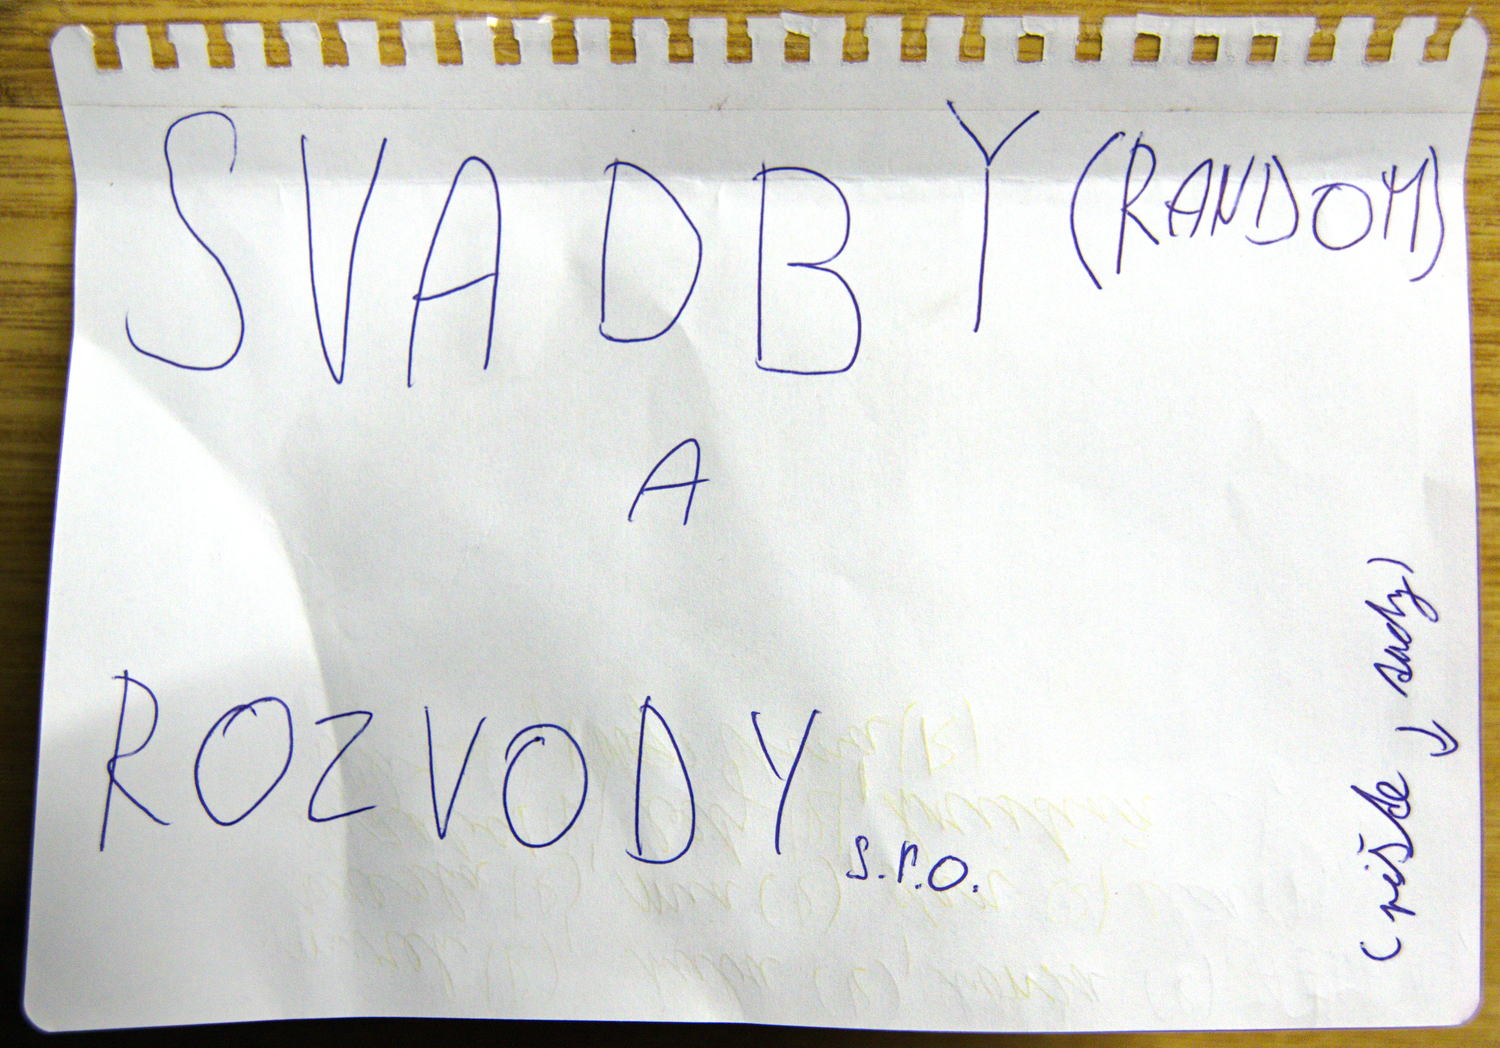 SVADBY (RANDOM)
A
ROZVODY s.r.o.